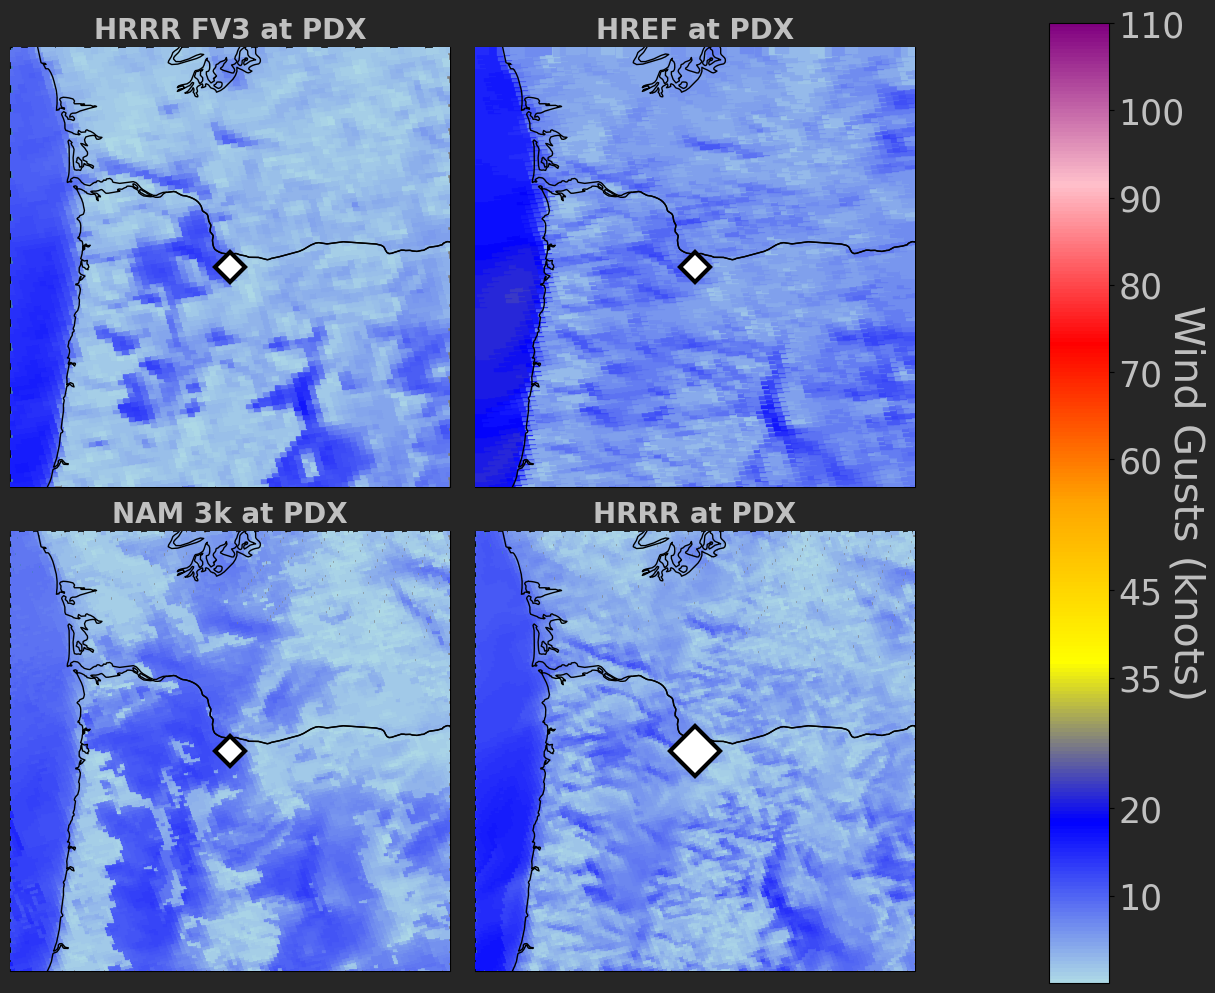 HRRR FV3 at PDX
HREF at PDX
NAM 3k at PDX
HRRR at PDX
110
100
90
80
70
60
45
35
20
10
Wind Gusts (knots)